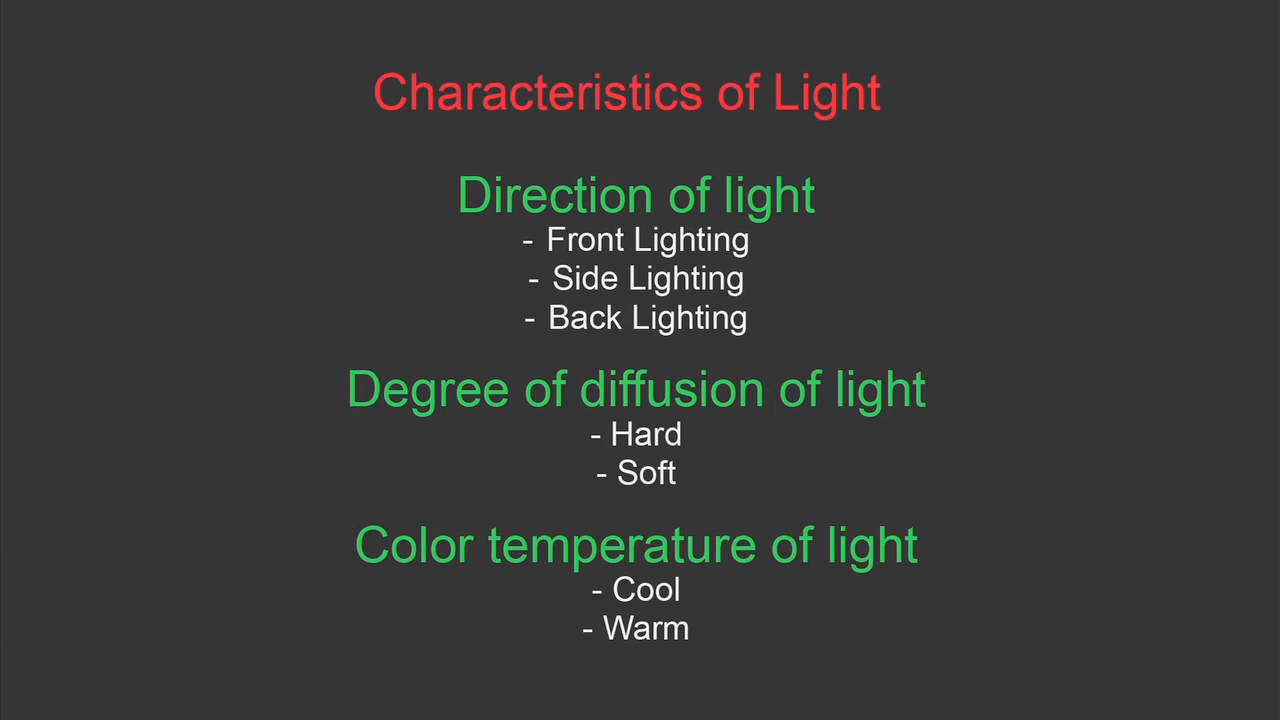 Characteristics of Light
Direction of light
- Front Lighting
- Side Lighting
- Back Lighting
Degree of diffusion of light
- Hard
- Soft
Color temperature of light
- Cool
- Warm